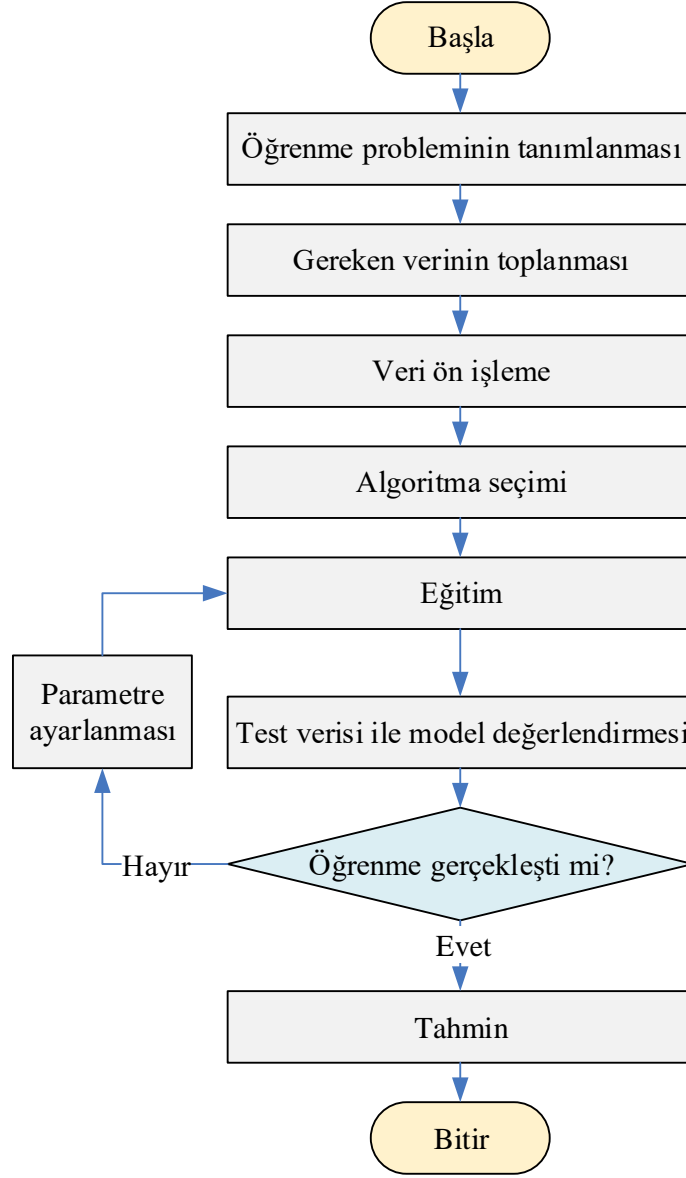 Başla
Öğrenme probleminin tanımlanması
Gereken verinin toplanması
Veri ön işleme
Algoritma seçimi
Eğitim
Parametre
ayarlanması
Test verisi ile model değerlendirmesi
Öğrenme gerçekleşti mi?
Hayır
Evet
Tahmin
Bitir